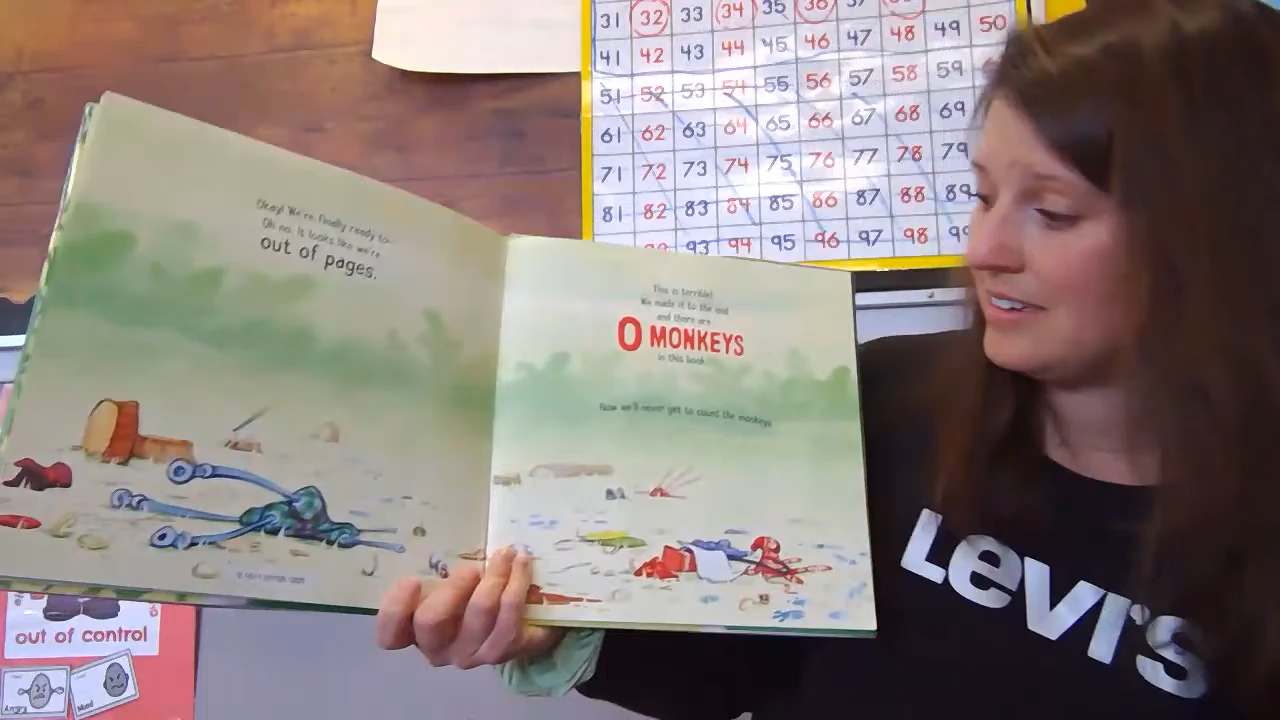 31 32 33 34 35 36 37
41 42 43 44 45 46 47 48 49 50
51 52 53 54 55 56 57 58 59
61 62 63 64 65 66 67 68 69
71 72 73 74 75 76 77 78 79
81 82 83 84 85 86 87 88 89
93 94 95 96 97 98 99
Okay! We're finally ready to-
Oh no. It looks like we're
out of pages.
This is terrible!
We made it to the end
and there are
0 MONKEYS
in this book.
Now we'll never get to count the monkeys
Levi's
out of control
Angry